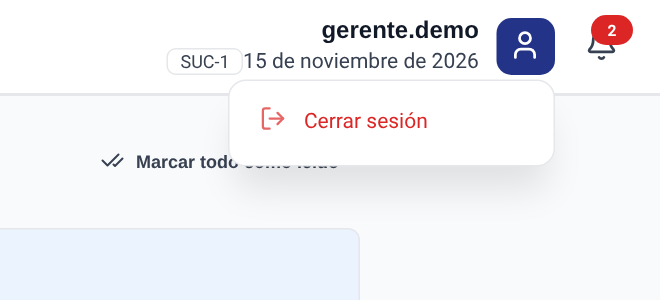 gerente.demo
SUC-1 15 de noviembre de 2026
2
Cerrar sesión
Marcar todo